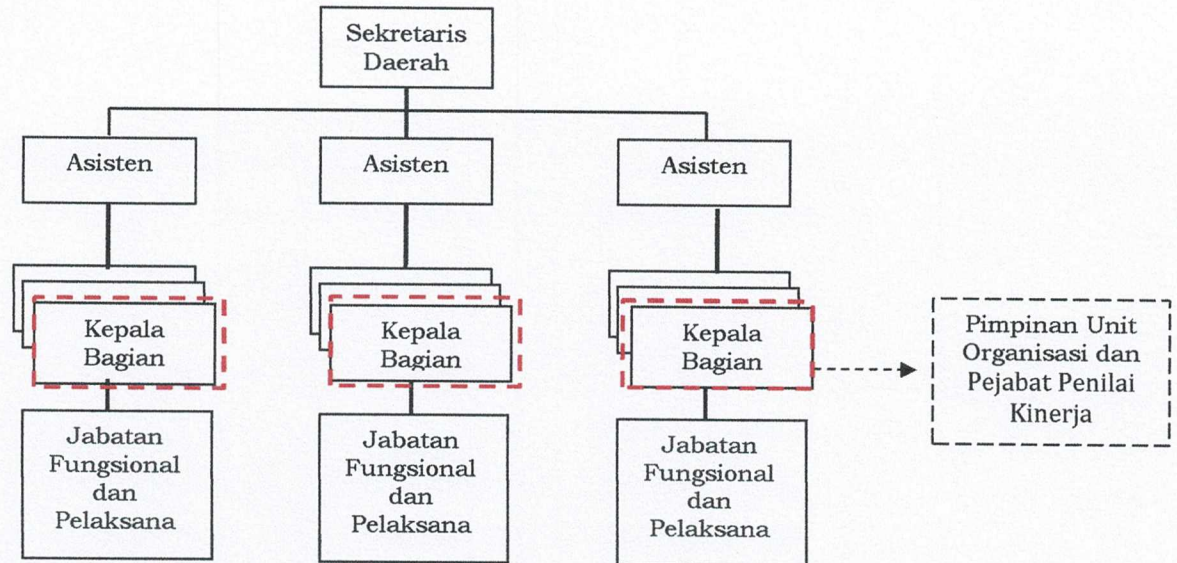 Sekretaris
Daerah
Asisten
Asisten
Asisten
Kepala
Bagian
Kepala
Bagian
Kepala
Bagian
Pimpinan Unit
Organisasi dan
Pejabat Penilai
Kinerja
Jabatan
Fungsional
dan
Pelaksana
Jabatan
Fungsional
dan
Pelaksana
Jabatan
Fungsional
dan
Pelaksana